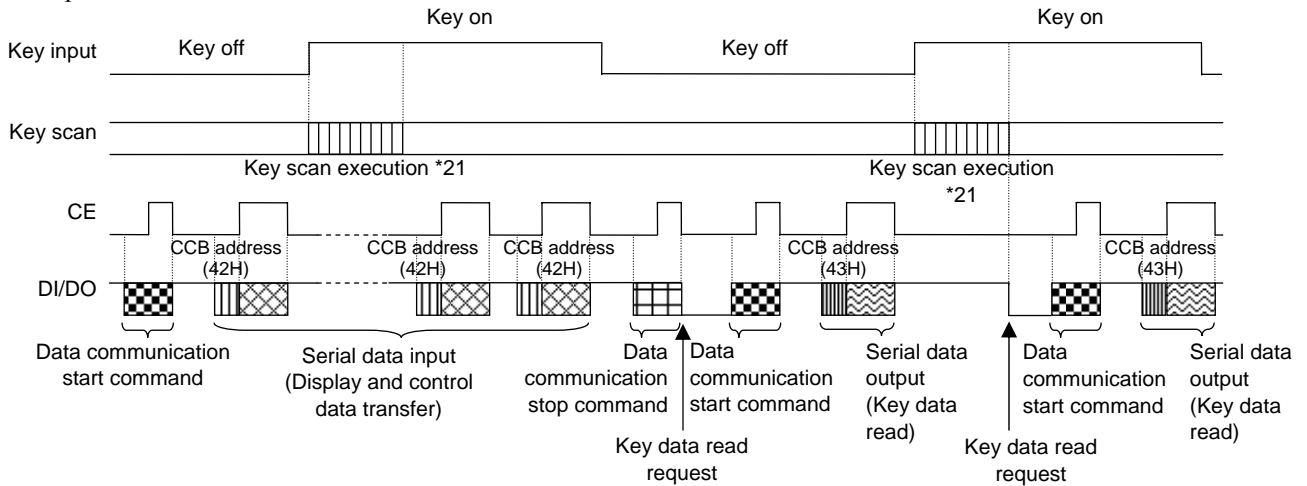 Key on
Key on
Key input
Key off
Key off
Key scan
Key scan execution *21
Key scan execution
*21
CE
CCB address
(42H)
CCB address
(42H)
CCB address
(42H)
CCB address
(43H)
CCB address
(43H)
DI/DO
Data communication
start command
Serial data input
(Display and control
data transfer)
Data
communication
stop command
Data
communication
start command
Serial data
output
(Key data
read)
Data
communication
start command
Serial data
output
(Key data
read)
Key data read
request
Key data read
request